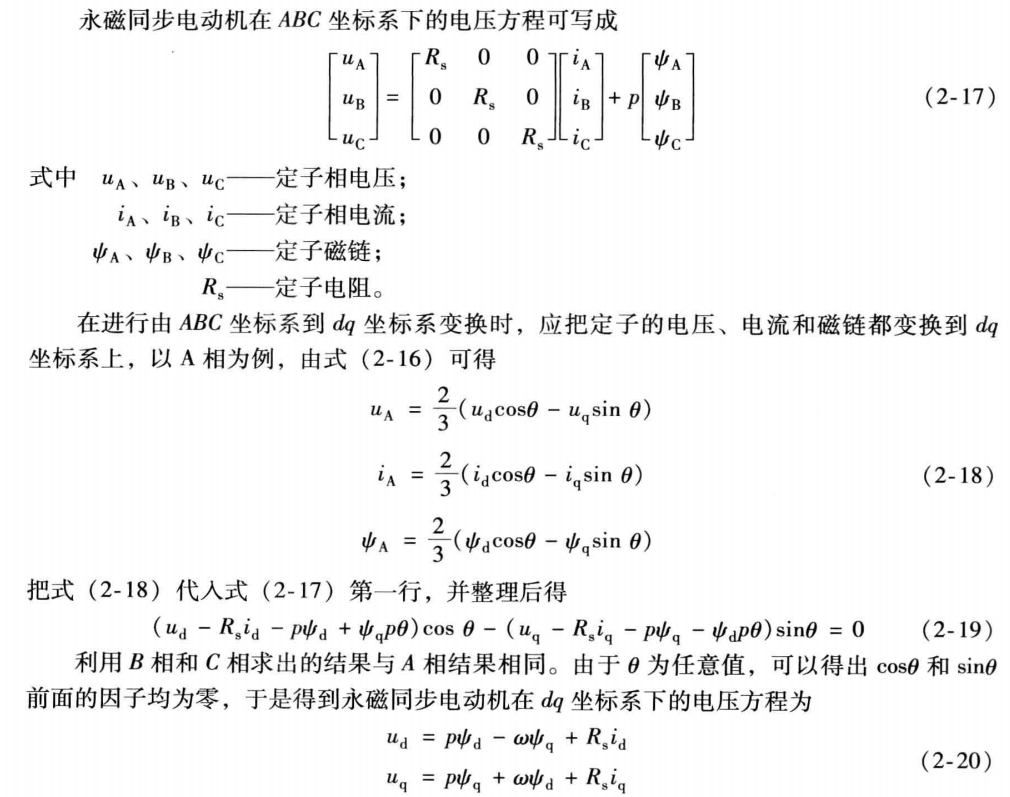 永磁同步电动机在 ABC 坐标系下的电压方程可写成
[u_A; u_B; u_C] = [R_s 0 0; 0 R_s 0; 0 0 R_s][i_A; i_B; i_C] + p[ψ_A; ψ_B; ψ_C] (2-17)
式中 u_A、u_B、u_C——定子相电压；
i_A、i_B、i_C——定子相电流；
ψ_A、ψ_B、ψ_C——定子磁链；
R_s——定子电阻。
在进行由 ABC 坐标系到 dq 坐标系变换时，应把定子的电压、电流和磁链都变换到 dq
坐标系上，以 A 相为例，由式（2-16）可得
u_A = 2/3(u_d cosθ - u_q sin θ)
i_A = 2/3(i_d cosθ - i_q sin θ) (2-18)
ψ_A = 2/3(ψ_d cosθ - ψ_q sin θ)
把式（2-18）代入式（2-17）第一行，并整理后得
(u_d - R_s i_d - pψ_d + ψ_q pθ)cos θ - (u_q - R_s i_q - pψ_q - ψ_d pθ)sinθ = 0 (2-19)
利用 B 相和 C 相求出的结果与 A 相结果相同。由于 θ 为任意值，可以得出 cosθ 和 sinθ
前面的因子均为零，于是得到永磁同步电动机在 dq 坐标系下的电压方程为
u_d = pψ_d - ωψ_q + R_s i_d
u_q = pψ_q + ωψ_d + R_s i_q (2-20)